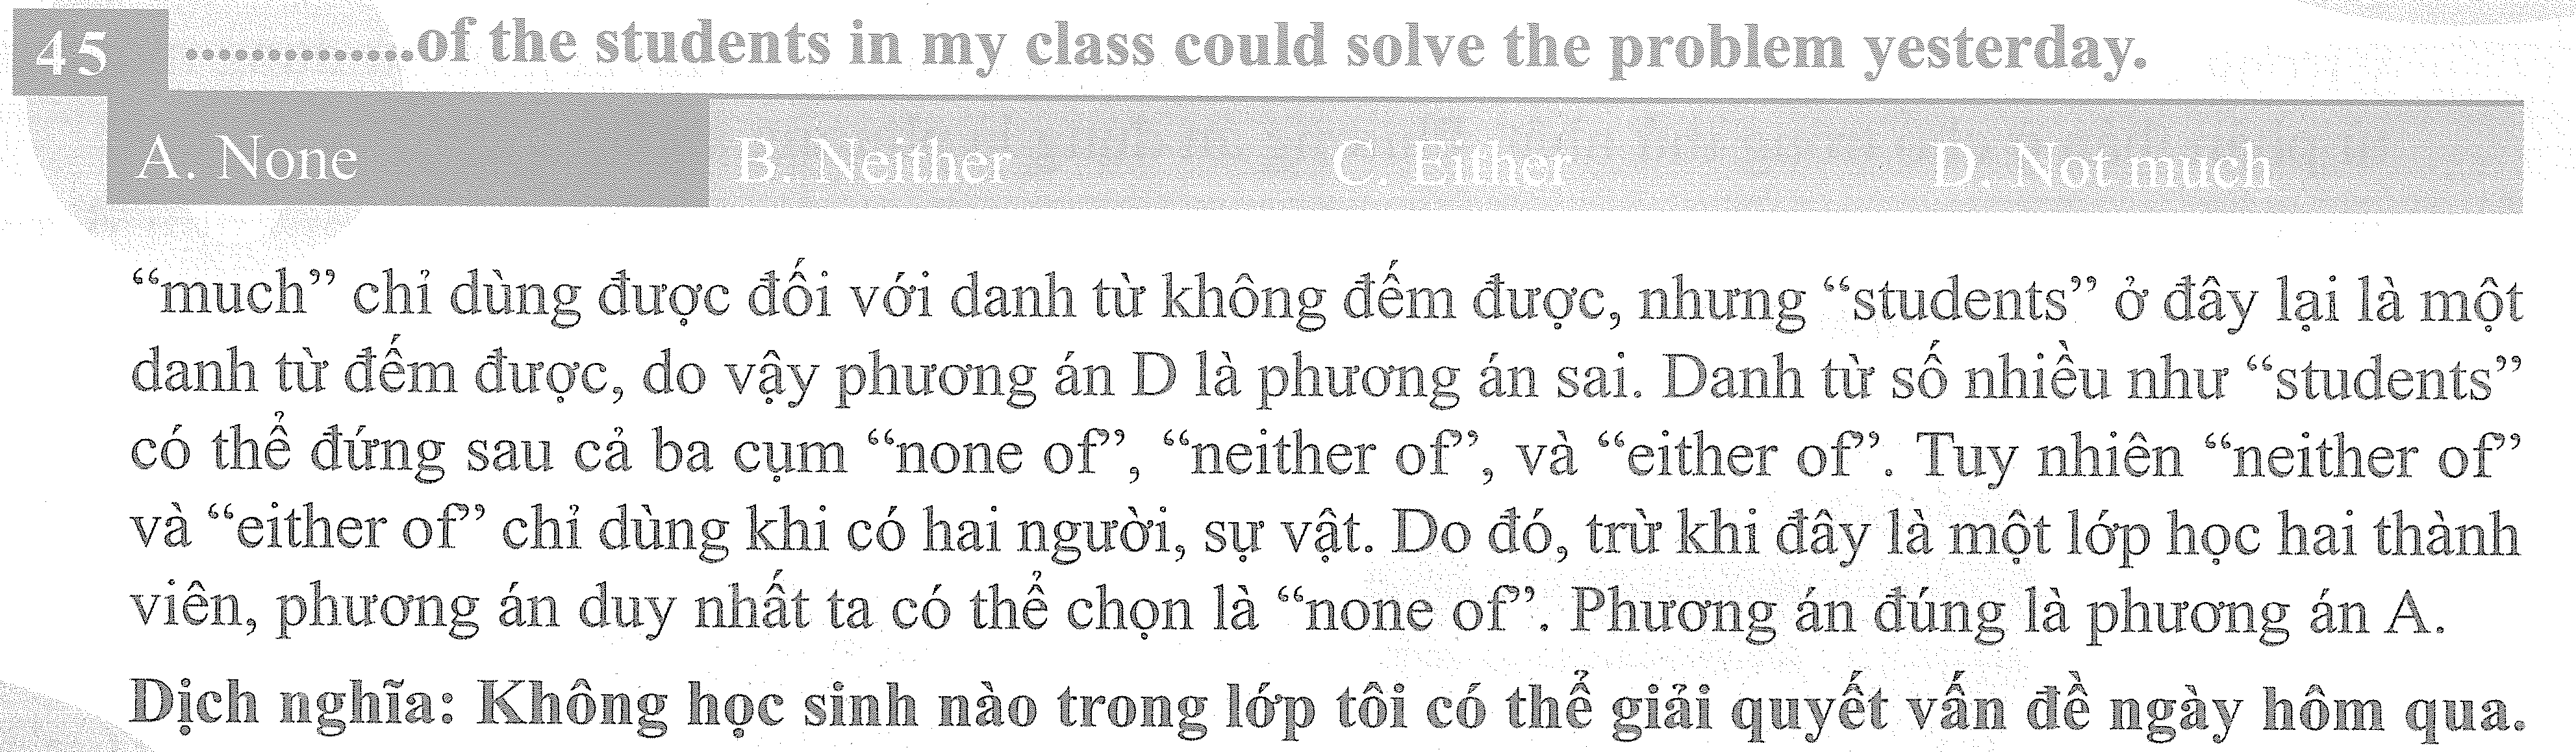 45 ..............of the students in my class could solve the problem yesterday.
A. None B. Neither C. Either D. Not much
“much” chỉ dùng được đối với danh từ không đếm được, nhưng “students” ở đây lại là một
danh từ đếm được, do vậy phương án D là phương án sai. Danh từ số nhiều như “students”
có thể đứng sau cả ba cụm “none of”, “neither of”, và “either of”. Tuy nhiên “neither of”
và “either of” chỉ dùng khi có hai người, sự vật. Do đó, trừ khi đây là một lớp học hai thành
viên, phương án duy nhất ta có thể chọn là “none of”. Phương án đúng là phương án A.
Dịch nghĩa: Không học sinh nào trong lớp tôi có thể giải quyết vấn đề ngày hôm qua.